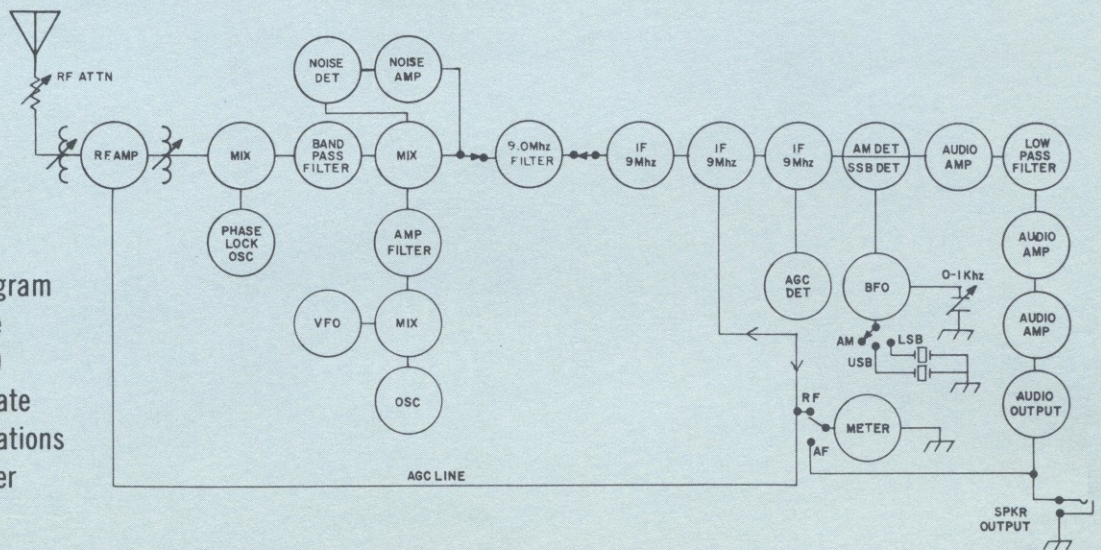 RF ATTN
RF AMP
MIX
PHASE
LOCK
OSC
BAND
PASS
FILTER
NOISE
DET
NOISE
AMP
MIX
AMP
FILTER
VFO
MIX
OSC
9.0Mhz
FILTER
IF
9Mhz
IF
9Mhz
IF
9Mhz
AGC
DET
AM DET
SSB DET
BFO
0-1Khz
AM
LSB
USB
AUDIO
AMP
LOW
PASS
FILTER
AUDIO
AMP
AUDIO
AMP
AUDIO
OUTPUT
RF
METER
AF
AGC LINE
SPKR
OUTPUT
gram
e
)
ate
ations
er